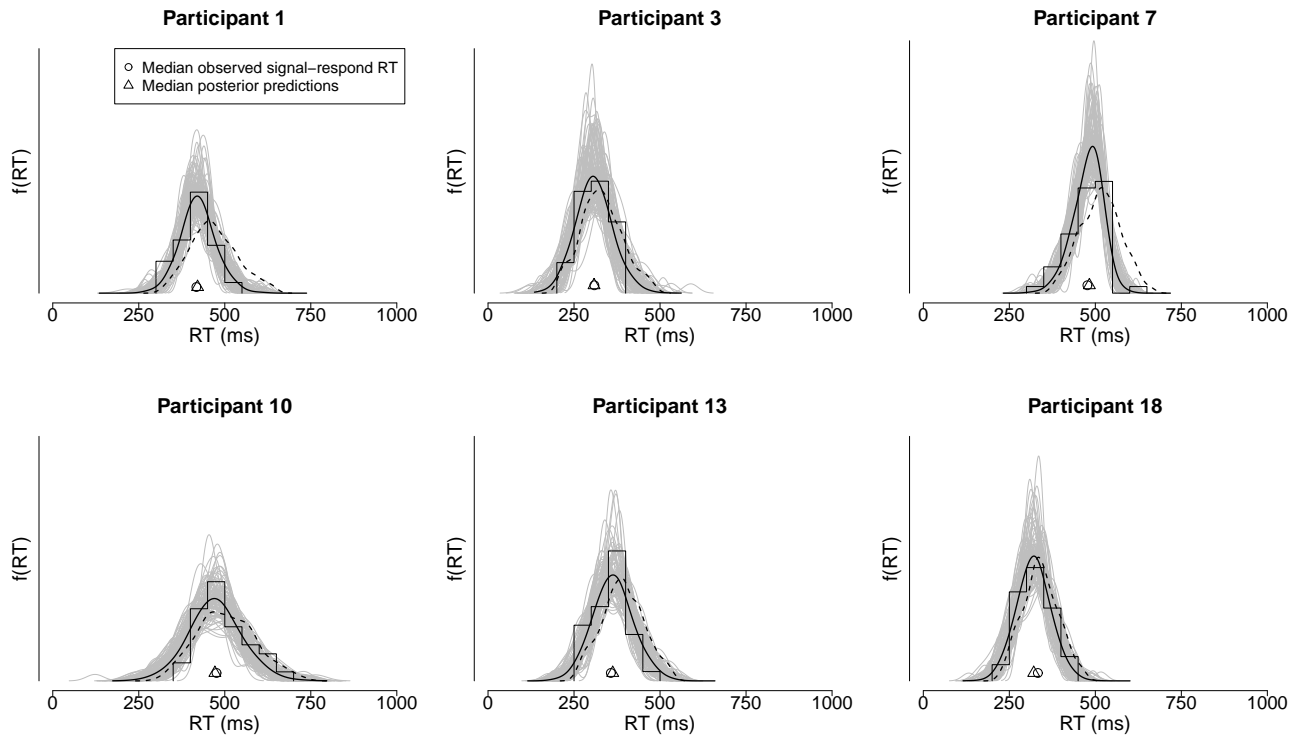 Participant 1
Participant 3
Participant 7
Median observed signal−respond RT
Median posterior predictions
f(RT)
f(RT)
f(RT)
0 250 500 750 1000
0 250 500 750 1000
0 250 500 750 1000
RT (ms)
RT (ms)
RT (ms)
Participant 10
Participant 13
Participant 18
f(RT)
f(RT)
f(RT)
0 250 500 750 1000
0 250 500 750 1000
0 250 500 750 1000
RT (ms)
RT (ms)
RT (ms)